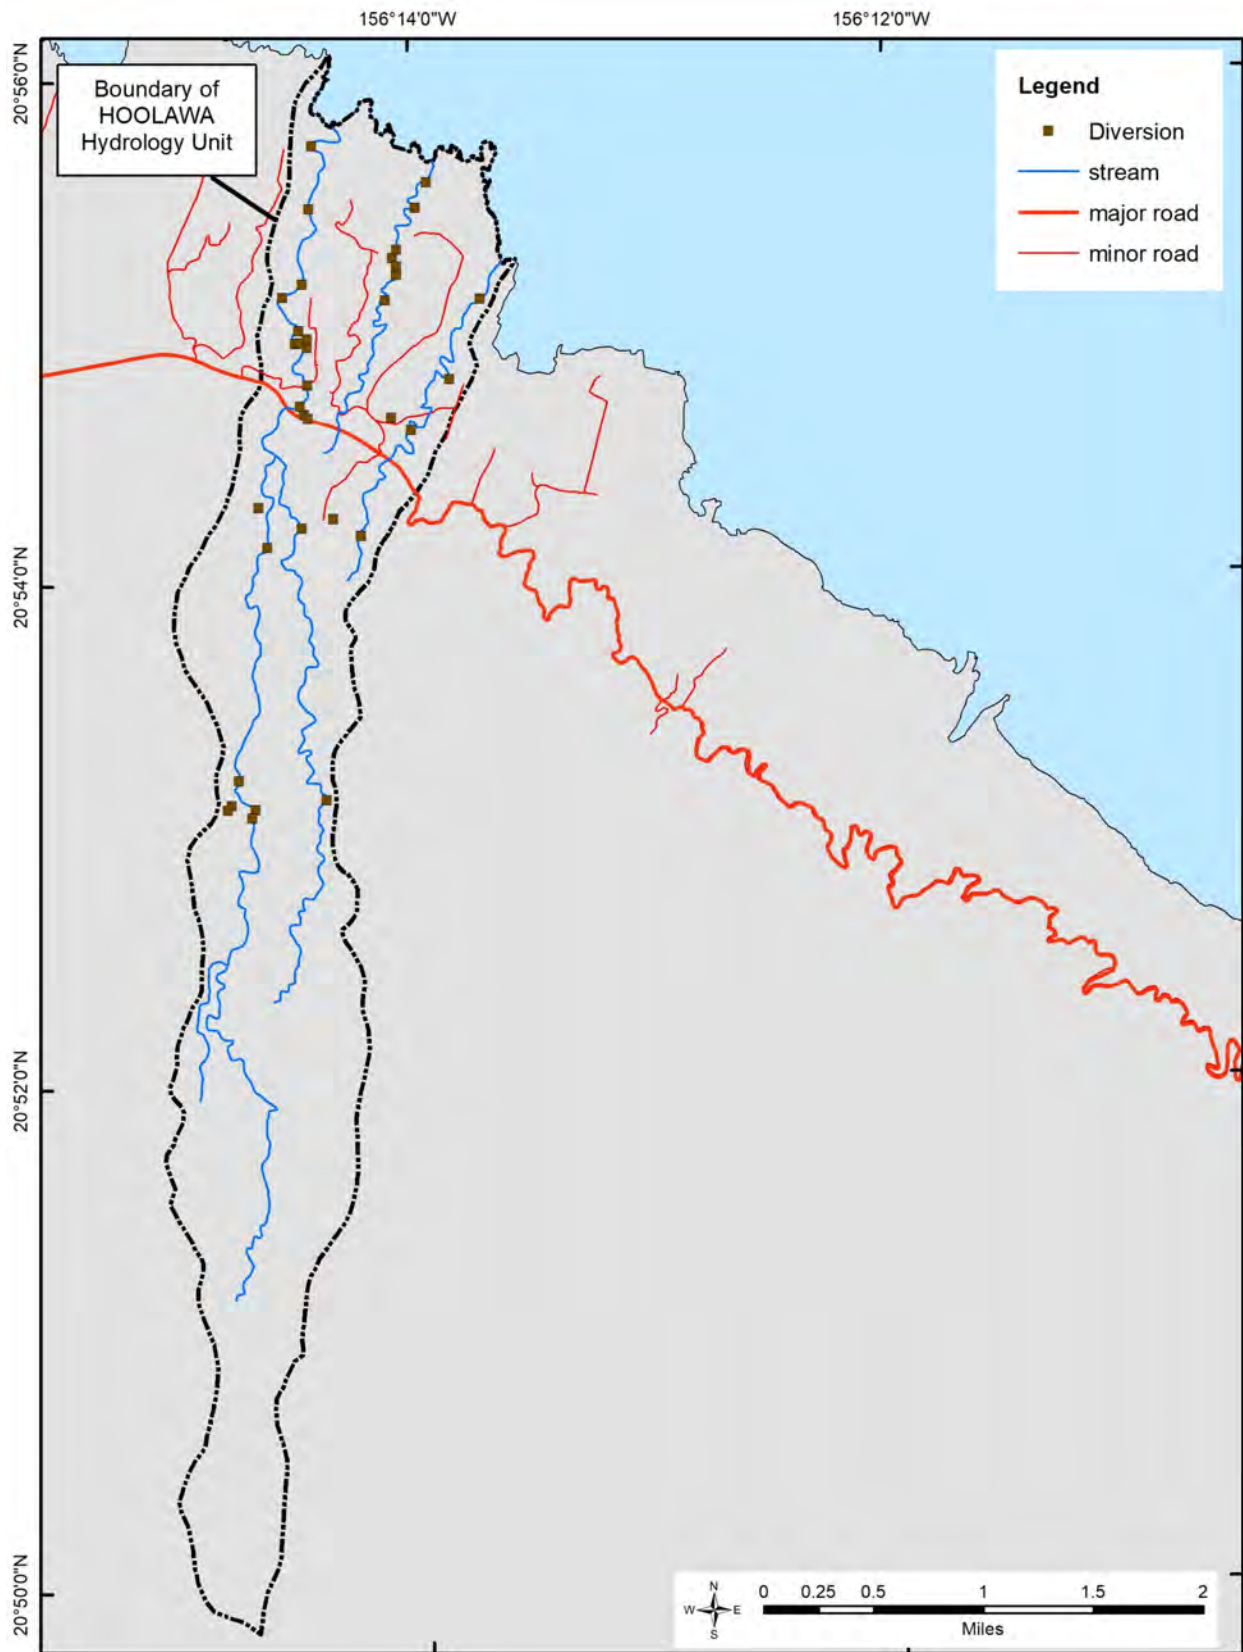 156°14'0"W
156°12'0"W
20°56'0"N
Boundary of
HOOLAWA
Hydrology Unit
Legend
Diversion
stream
major road
minor road
20°54'0"N
20°52'0"N
20°50'0"N
N
W E
S
0 0.25 0.5 1 1.5 2
Miles